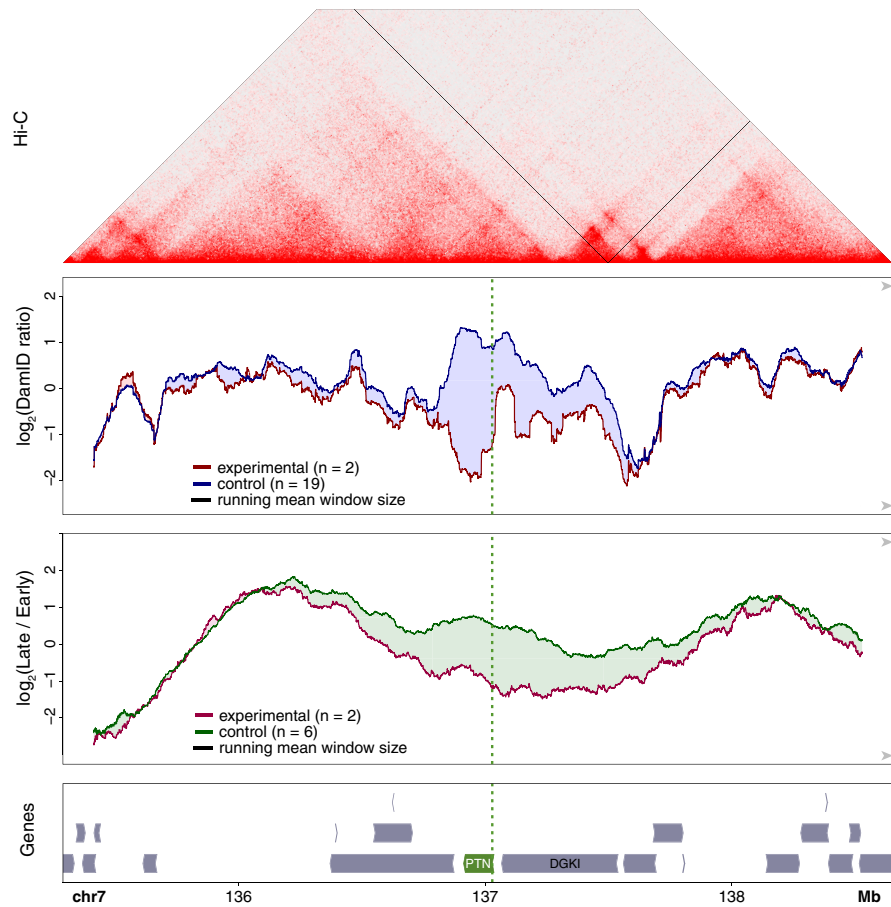 Hi-C
log2(DamID ratio)
2
1
0
−1
−2
experimental (n = 2)
control (n = 19)
running mean window size
log2(Late / Early)
2
1
0
−1
−2
experimental (n = 2)
control (n = 6)
running mean window size
Genes
PTN
DGKI
chr7
136
137
138
Mb